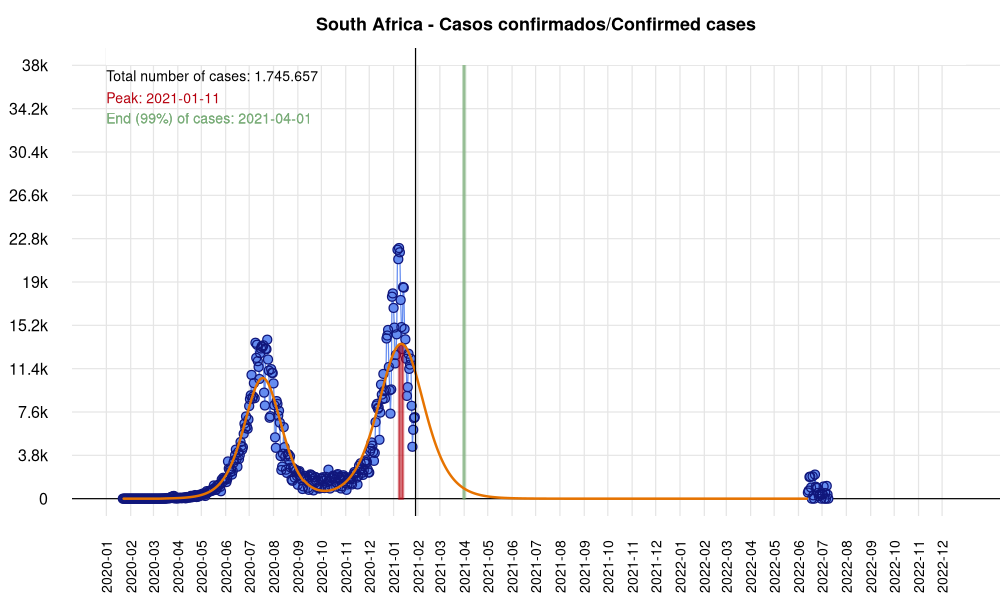 South Africa - Casos confirmados/Confirmed cases
Total number of cases: 1.745.657
Peak: 2021-01-11
End (99%) of cases: 2021-04-01
38k
34.2k
30.4k
26.6k
22.8k
19k
15.2k
11.4k
7.6k
3.8k
0
2020-01
2020-02
2020-03
2020-04
2020-05
2020-06
2020-07
2020-08
2020-09
2020-10
2020-11
2020-12
2021-01
2021-02
2021-03
2021-04
2021-05
2021-06
2021-07
2021-08
2021-09
2021-10
2021-11
2021-12
2022-01
2022-02
2022-03
2022-04
2022-05
2022-06
2022-07
2022-08
2022-09
2022-10
2022-11
2022-12